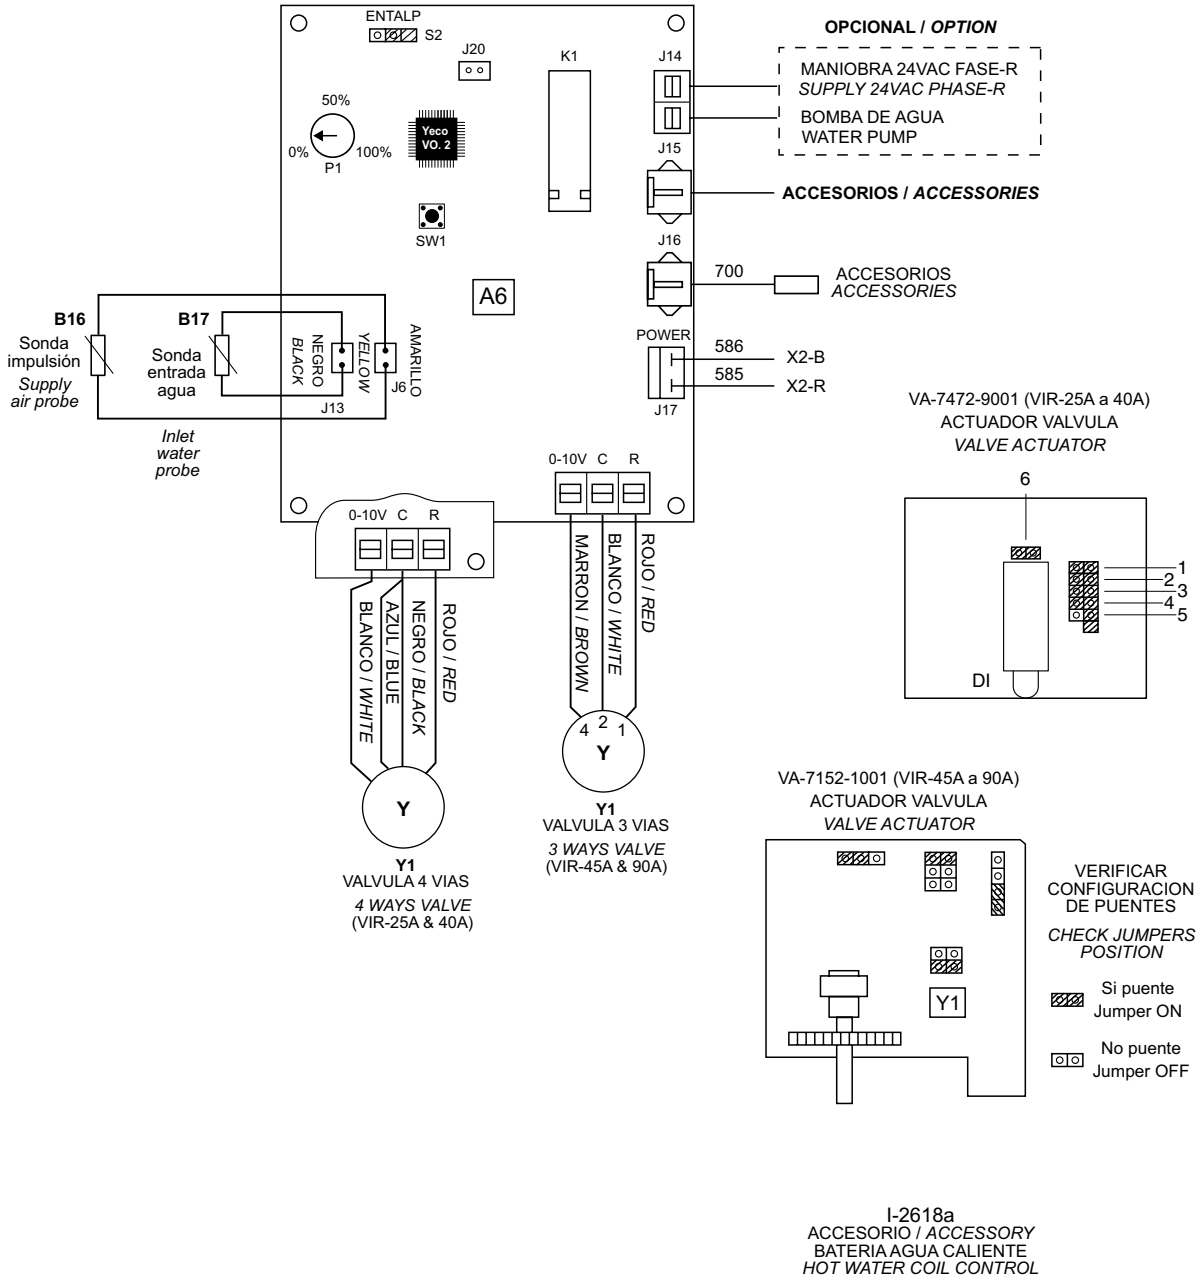 ENTALP
S2
J20
K1
J14
50%
0%
100%
P1
Yeco
VO. 2
SW1
A6
J15
J16
POWER
J17
OPCIONAL / OPTION
MANIOBRA 24VAC FASE-R
SUPPLY 24VAC PHASE-R
BOMBA DE AGUA
WATER PUMP
ACCESORIOS / ACCESSORIES
700
ACCESORIOS
ACCESSORIES
586
X2-B
585
X2-R
B16
Sonda
impulsión
Supply
air probe
B17
Sonda
entrada
agua
Inlet
water
probe
NEGRO
BLACK
J13
YELLOW
AMARILLO
J6
0-10V C R
BLANCO / WHITE
AZUL / BLUE
NEGRO / BLACK
ROJO / RED
Y
Y1
VALVULA 4 VIAS
4 WAYS VALVE
(VIR-25A & 40A)
0-10V C R
MARRON / BROWN
BLANCO / WHITE
ROJO / RED
4 2 1
Y
Y1
VALVULA 3 VIAS
3 WAYS VALVE
(VIR-45A & 90A)
VA-7472-9001 (VIR-25A a 40A)
ACTUADOR VALVULA
VALVE ACTUATOR
6
1
2
3
4
5
DI
VA-7152-1001 (VIR-45A a 90A)
ACTUADOR VALVULA
VALVE ACTUATOR
Y1
VERIFICAR
CONFIGURACION
DE PUENTES
CHECK JUMPERS
POSITION
Si puente
Jumper ON
No puente
Jumper OFF
I-2618a
ACCESORIO / ACCESSORY
BATERIA AGUA CALIENTE
HOT WATER COIL CONTROL